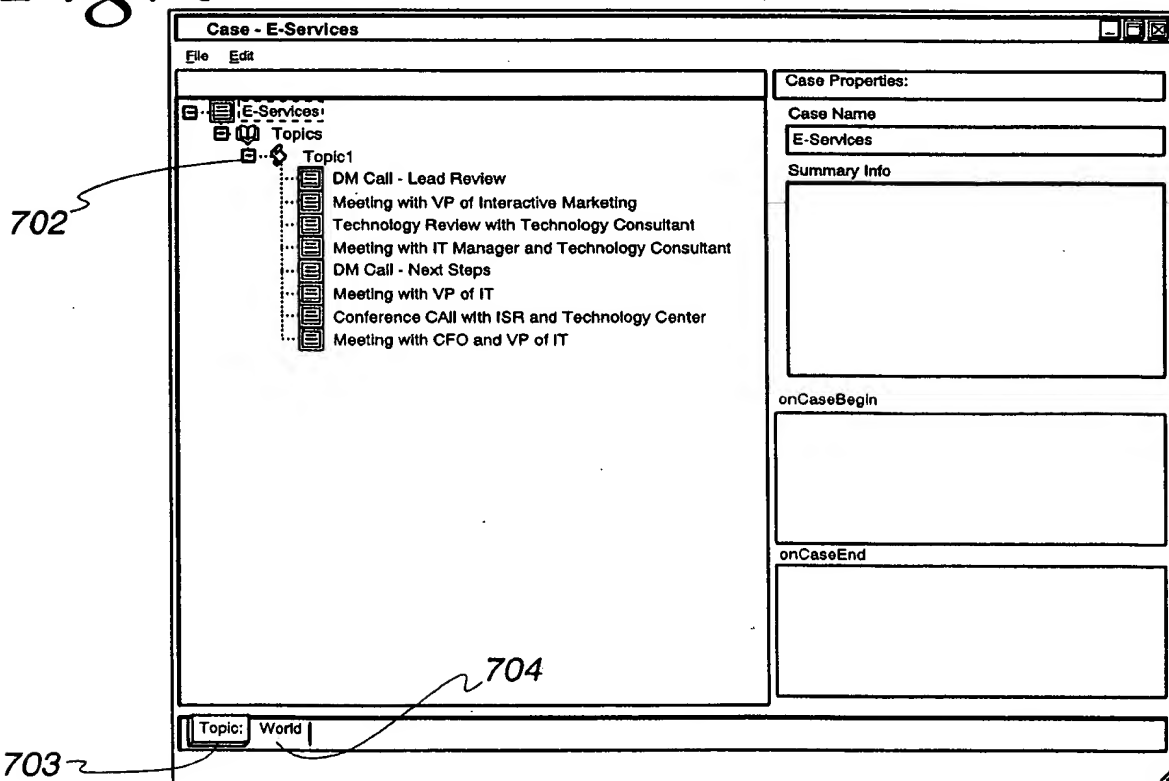 Case - E-Services
File Edit
Case Properties:
E-Services
Topics
Topic1
DM Call - Lead Review
Meeting with VP of Interactive Marketing
Technology Review with Technology Consultant
Meeting with IT Manager and Technology Consultant
DM Call - Next Steps
Meeting with VP of IT
Conference CAll with ISR and Technology Center
Meeting with CFO and VP of IT
Case Name
E-Services
Summary Info
onCaseBegin
onCaseEnd
702
704
Topic: World
703